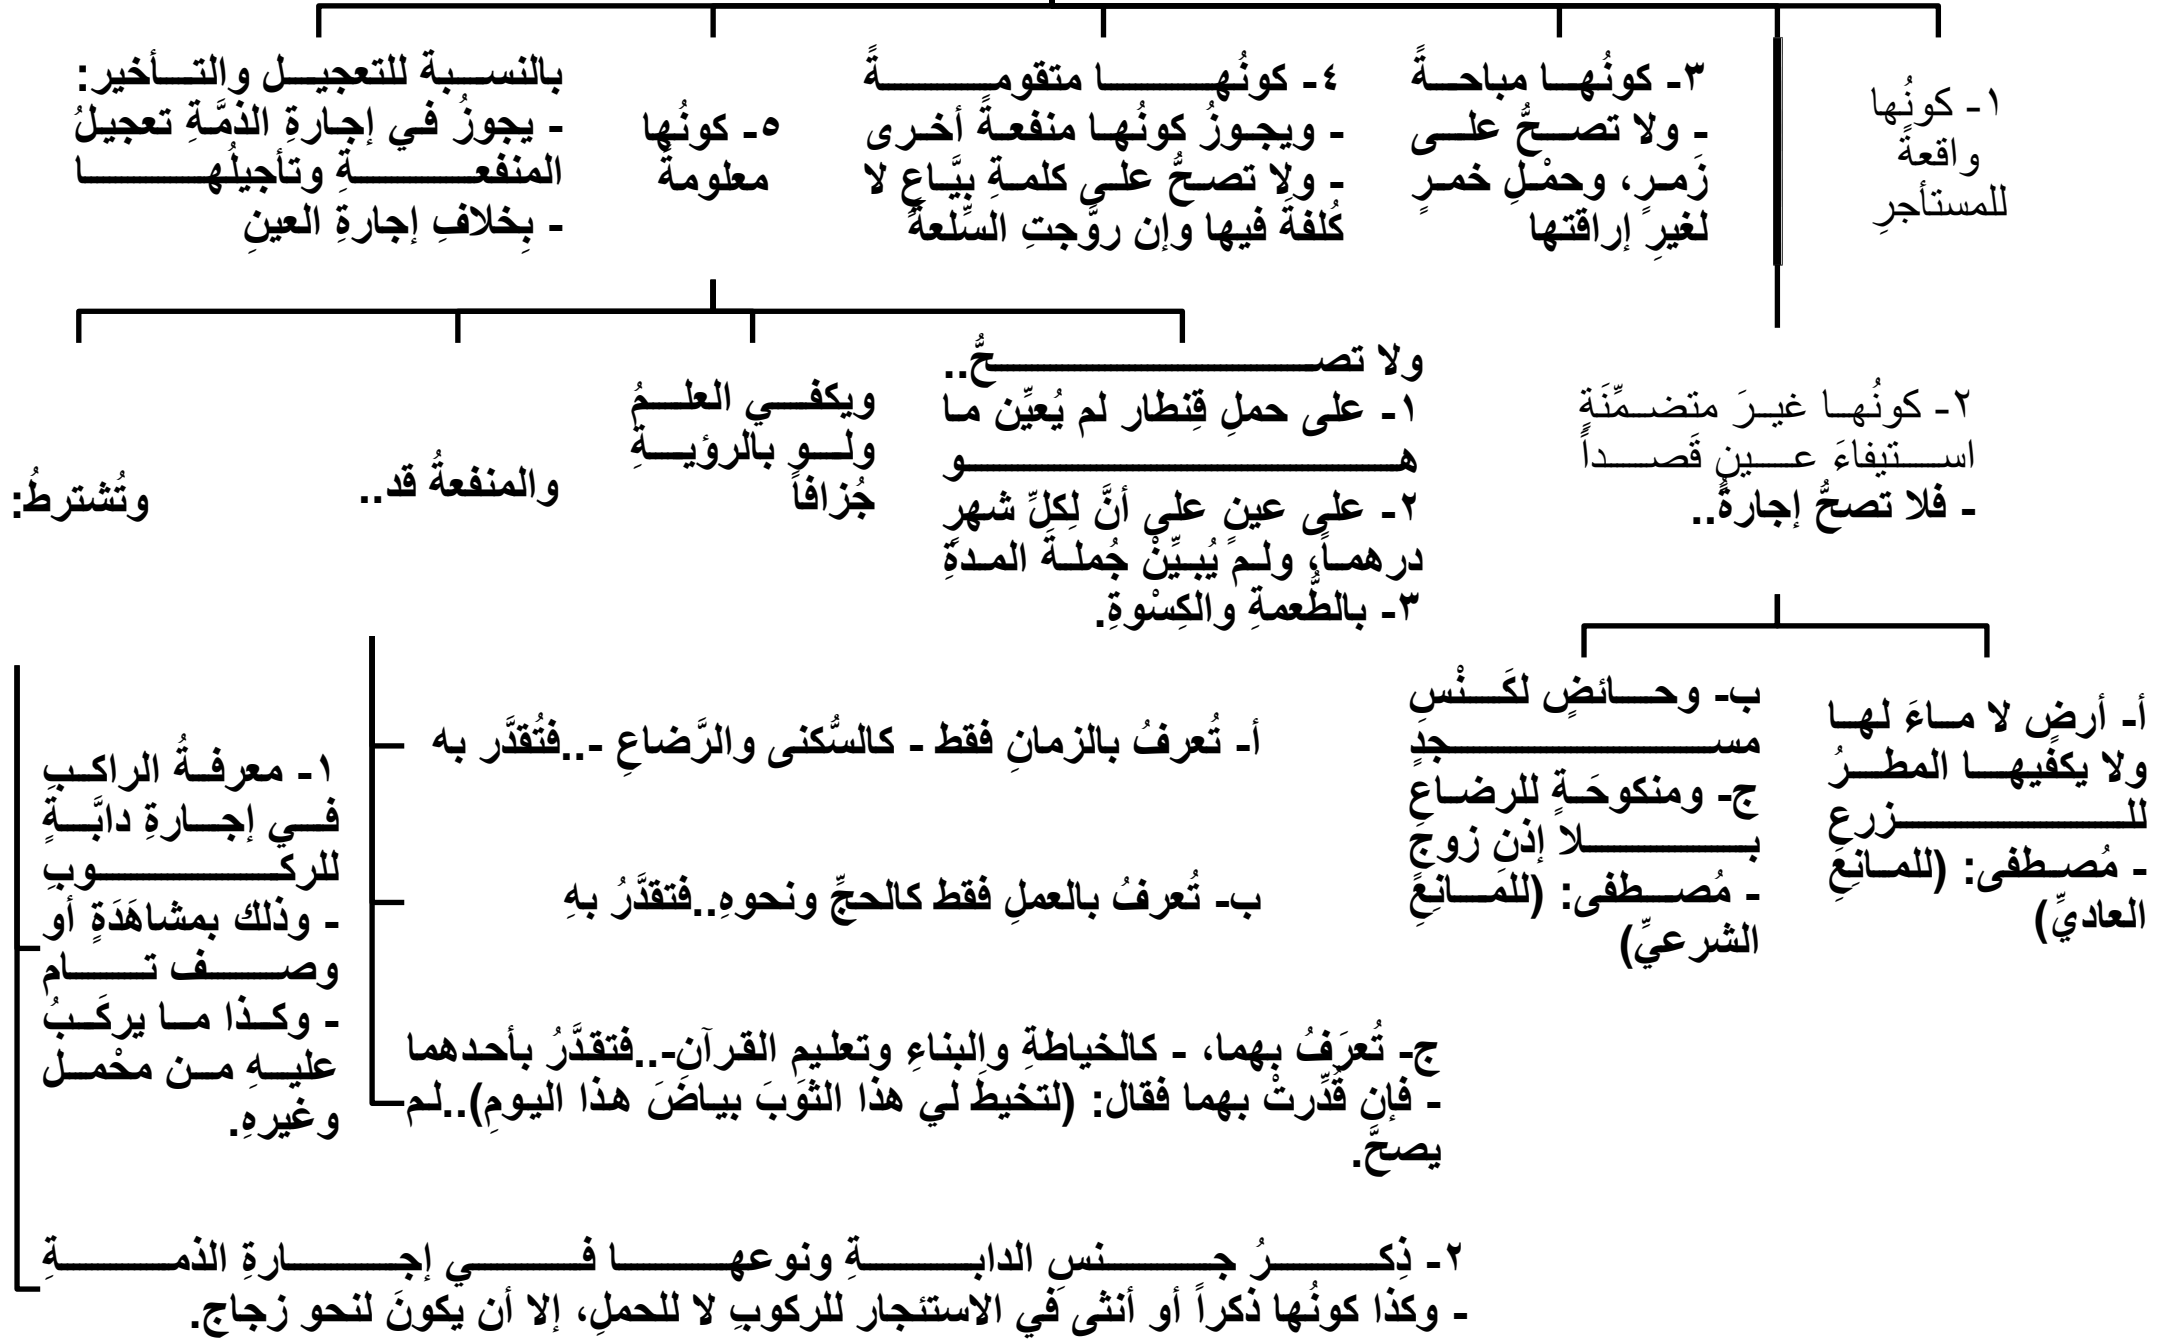 ١- كونُها
واقعةً
للمستأجرِ
٣- كونُها مباحةً
- ولا تصحُّ على
زَمرٍ، وحمْلِ خمرٍ
لغيرِ إراقتها
٤- كونُها متقومةً
- ويجوزُ كونُها منفعةً أخرى
- ولا تصحُّ على كلمةِ بيَّاعٍ لا
كُلفةَ فيها وإن روَّجتِ السِّلعةَ
٥- كونُها
معلومةً
بالنسبة للتعجيل والتأخير:
- يجوزُ في إجارةِ الذمَّةِ تعجيلُ
المنفعةِ وتأجيلُها
- بِخلافِ إجارةِ العينِ
٢- كونُها غيرَ متضمِّنَةٍ
استيفاءَ عينٍ قَصداً
- فلا تصحُّ إجارةُ..
أ- أرضٍ لا ماءَ لها
ولا يكفيها المطرُ
للزرعِ
- مُصطفى: (للمانِعِ
العاديِّ)
ب- وحائضٍ لكَنْسِ
مسجدٍ
ج- ومنكوحَةٍ للرضاعِ
بلا إذنِ زوجٍ
- مُصطفى: (للمَانِعِ
الشرعيِّ)
ولا تصحُّ..
١- على حملِ قِنطار لم يُعيِّن ما
هو
٢- على عينٍ على أنَّ لِكلِّ شهرٍ
درهماً، ولم يُبيِّنْ جُملةَ المدةِ
٣- بالطُّعمةِ والكِسْوةِ.
ويكفي العلمُ
ولو بالرؤيةِ
جُزافاً
والمنفعةُ قد..
أ- تُعرفُ بالزمانِ فقط - كالسُّكنى والرَّضاعِ -..فتُقدَّر به
ب- تُعرفُ بالعملِ فقط كالحجِّ ونحوهِ..فتقدَّرُ بهِ
ج- تُعرَفُ بهما، - كالخياطةِ والبناءِ وتعليمِ القرآنِ-..فتقدَّرُ بأحدهما
- فإن قُدِّرتْ بهما فقال: (لتخيطَ لي هذا الثوبَ بياضَ هذا اليومِ)..لم
يصحَّ.
وتُشترطُ:
١- معرفةُ الراكبِ
في إجارةِ دابَّةٍ
للركوبِ
- وذلك بمشاهَدَةٍ أو
وصف تام
- وكذا ما يركَبُ
عليهِ من محْمل
وغيرهِ.
٢- ذِكرُ جنسِ الدابةِ ونوعها في إجارةِ الذمةِ
- وكذا كونُها ذكراً أو أنثى في الاستئجار للركوبِ لا للحملِ، إلا أن يكونَ لنحو زجاج.